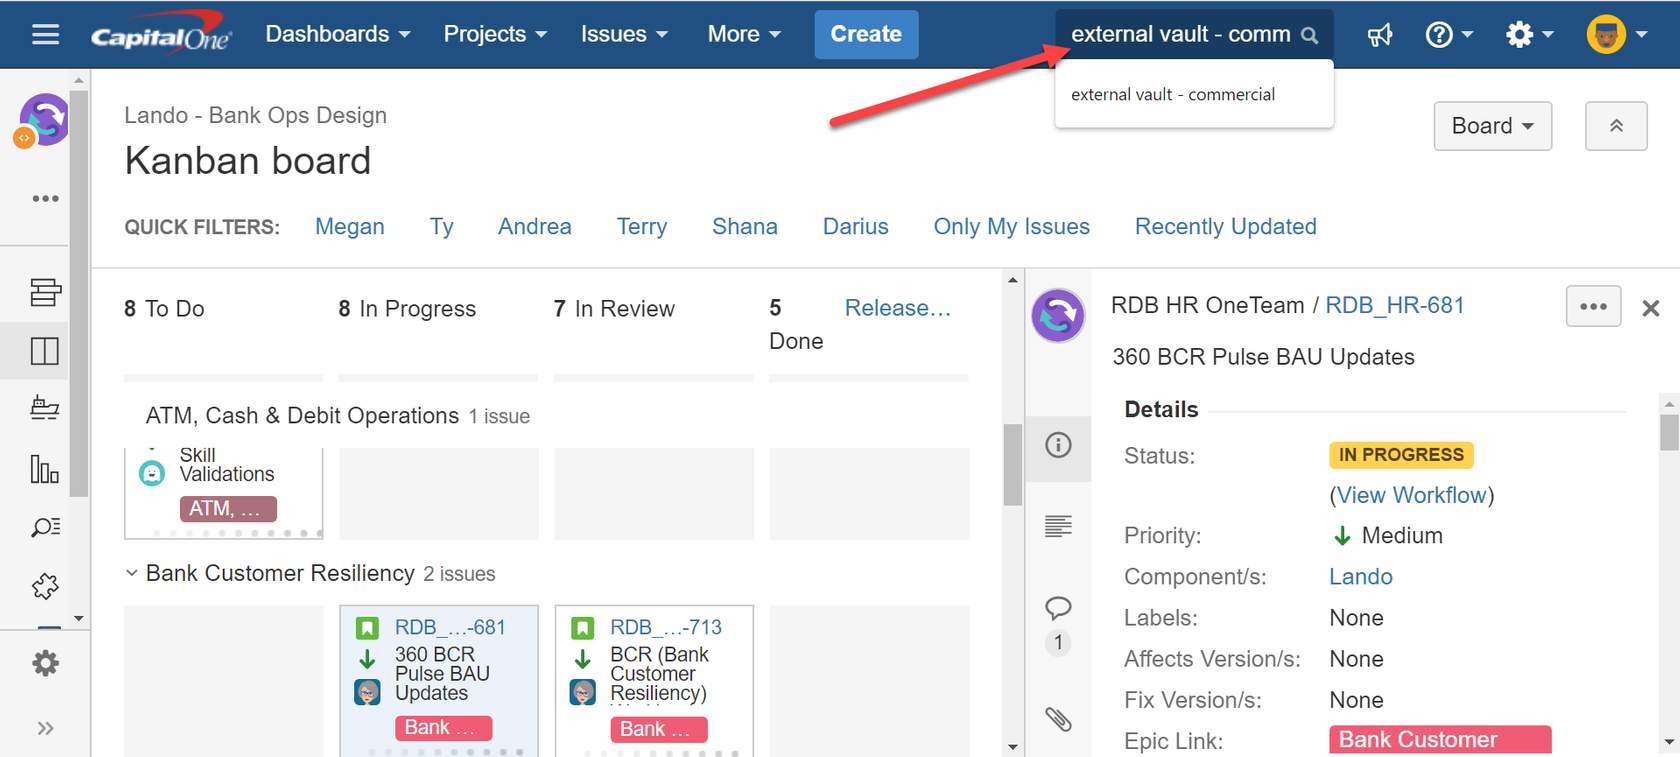 CapitalOne Dashboards Projects Issues More Create external vault - comm
external vault - commercial
Lando - Bank Ops Design
Kanban board
Board
QUICK FILTERS: Megan Ty Andrea Terry Shana Darius Only My Issues Recently Updated
8 To Do 8 In Progress 7 In Review 5 Done Release…
ATM, Cash & Debit Operations 1 issue
Skill
Validations
ATM, …
Bank Customer Resiliency 2 issues
RDB_…-681
360 BCR
Pulse BAU
Updates
Bank …
RDB_…-713
BCR (Bank
Customer
Resiliency)
Bank …
RDB HR OneTeam / RDB_HR-681
360 BCR Pulse BAU Updates
Details
Status: IN PROGRESS
(View Workflow)
Priority: Medium
Component/s: Lando
Labels: None
Affects Version/s: None
1
Fix Version/s: None
Epic Link: Bank Customer